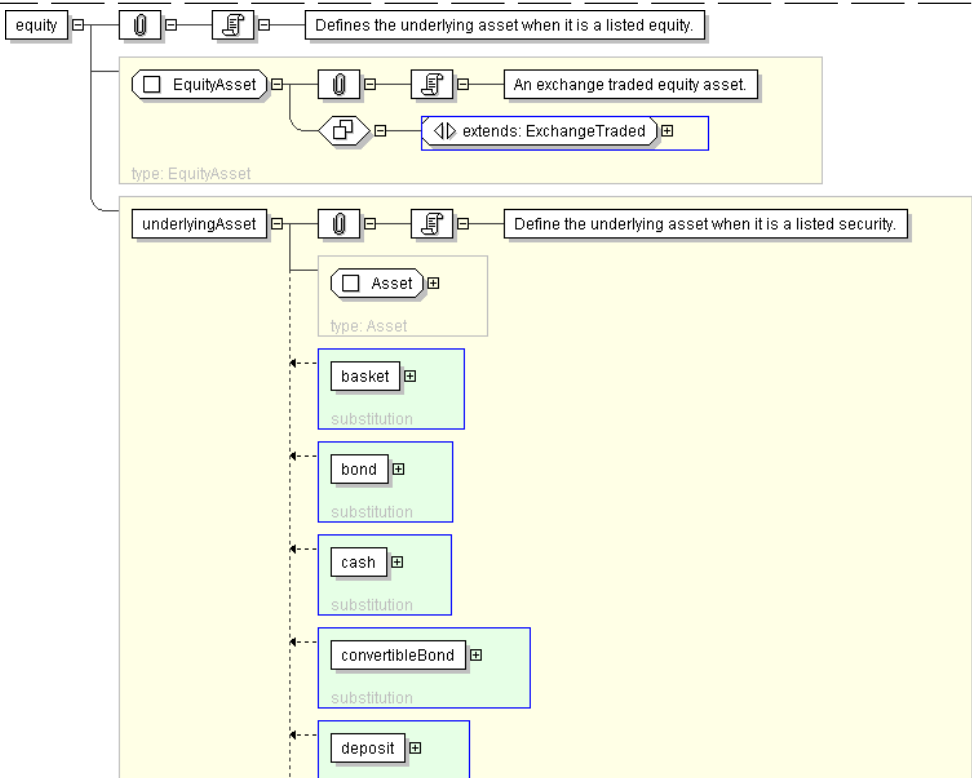 equity
Defines the underlying asset when it is a listed equity.
EquityAsset
An exchange traded equity asset.
extends: ExchangeTraded
type: EquityAsset
underlyingAsset
Define the underlying asset when it is a listed security.
Asset
type: Asset
basket
substitution
bond
substitution
cash
substitution
convertibleBond
substitution
deposit